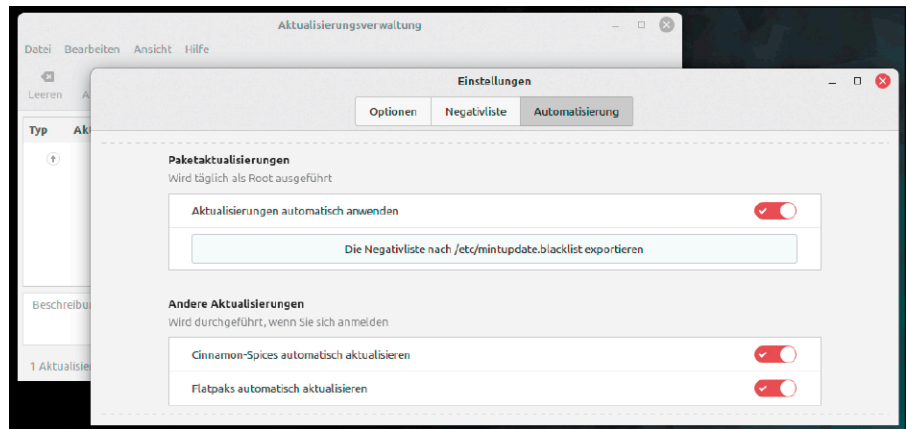 Aktualisierungsverwaltung
Datei Bearbeiten Ansicht Hilfe
Leeren
Einstellungen
Optionen Negativliste Automatisierung
Typ
Paketaktualisierungen
Wird täglich als Root ausgeführt
Aktualisierungen automatisch anwenden
Die Negativliste nach /etc/mintupdate.blacklist exportieren
Andere Aktualisierungen
Wird durchgeführt, wenn Sie sich anmelden
Cinnamon-Spices automatisch aktualisieren
Flatpaks automatisch aktualisieren
Beschreibu
1 Aktualisie